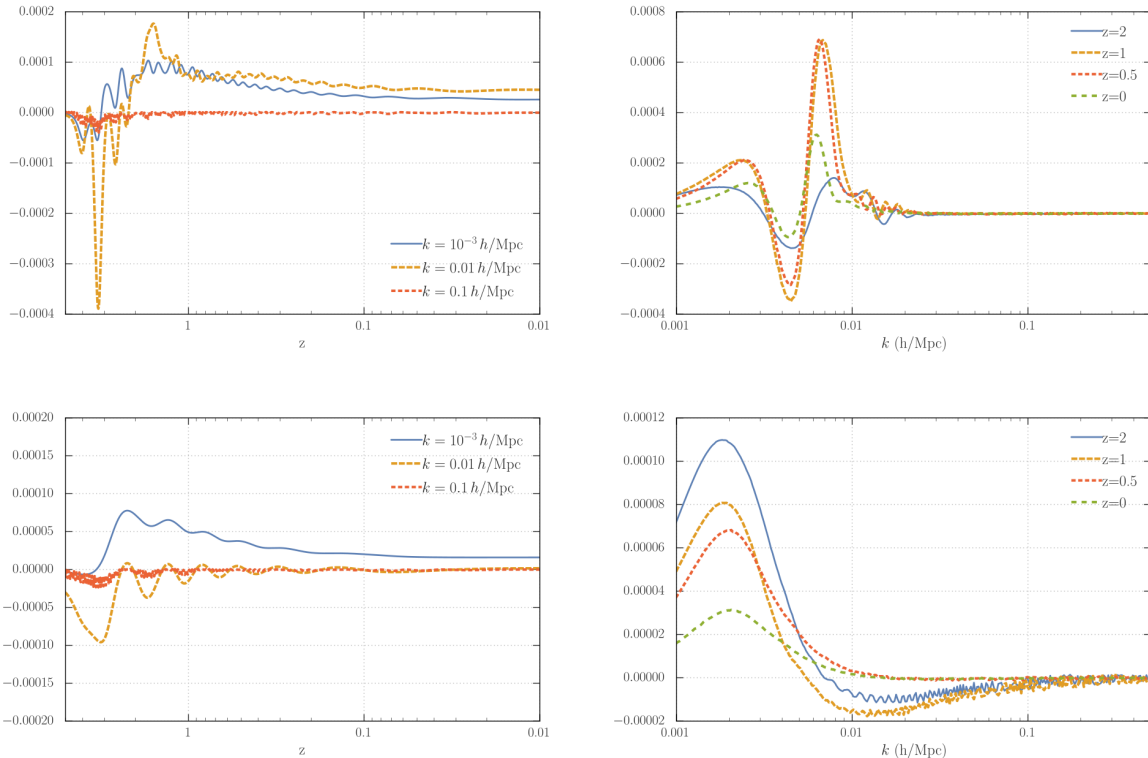 0.0002
0.0001
0.0000
−0.0001
−0.0002
−0.0003
−0.0004
k = 10⁻³ h/Mpc
k = 0.01 h/Mpc
k = 0.1 h/Mpc
1
0.1
0.01
z
0.0008
0.0006
0.0004
0.0002
0.0000
−0.0002
−0.0004
z=2
z=1
z=0.5
z=0
0.001
0.01
0.1
k (h/Mpc)
0.00020
0.00015
0.00010
0.00005
0.00000
−0.00005
−0.00010
−0.00015
−0.00020
k = 10⁻³ h/Mpc
k = 0.01 h/Mpc
k = 0.1 h/Mpc
1
0.1
0.01
z
0.00012
0.00010
0.00008
0.00006
0.00004
0.00002
0.00000
−0.00002
z=2
z=1
z=0.5
z=0
0.001
0.01
0.1
k (h/Mpc)